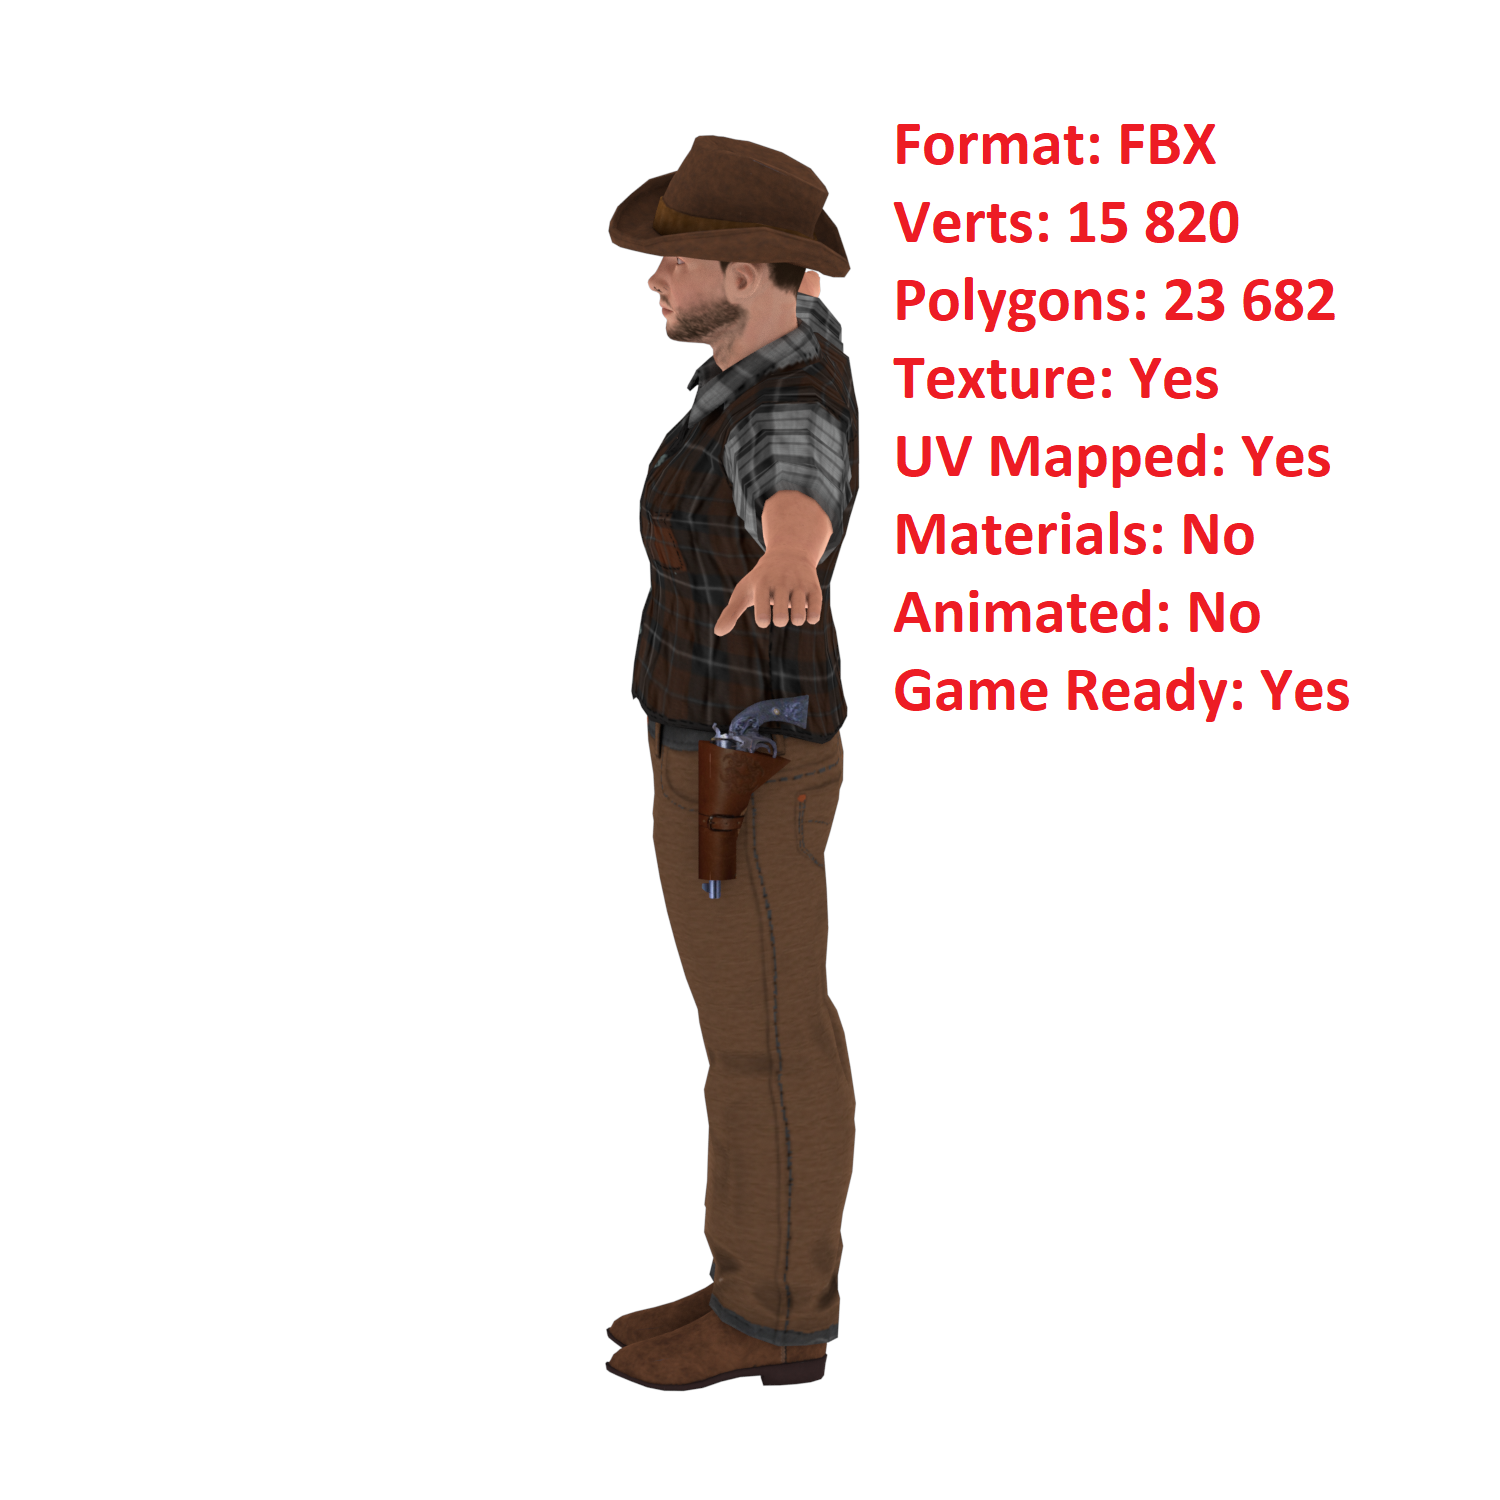 Format: FBX
Verts: 15 820
Polygons: 23 682
Texture: Yes
UV Mapped: Yes
Materials: No
Animated: No
Game Ready: Yes